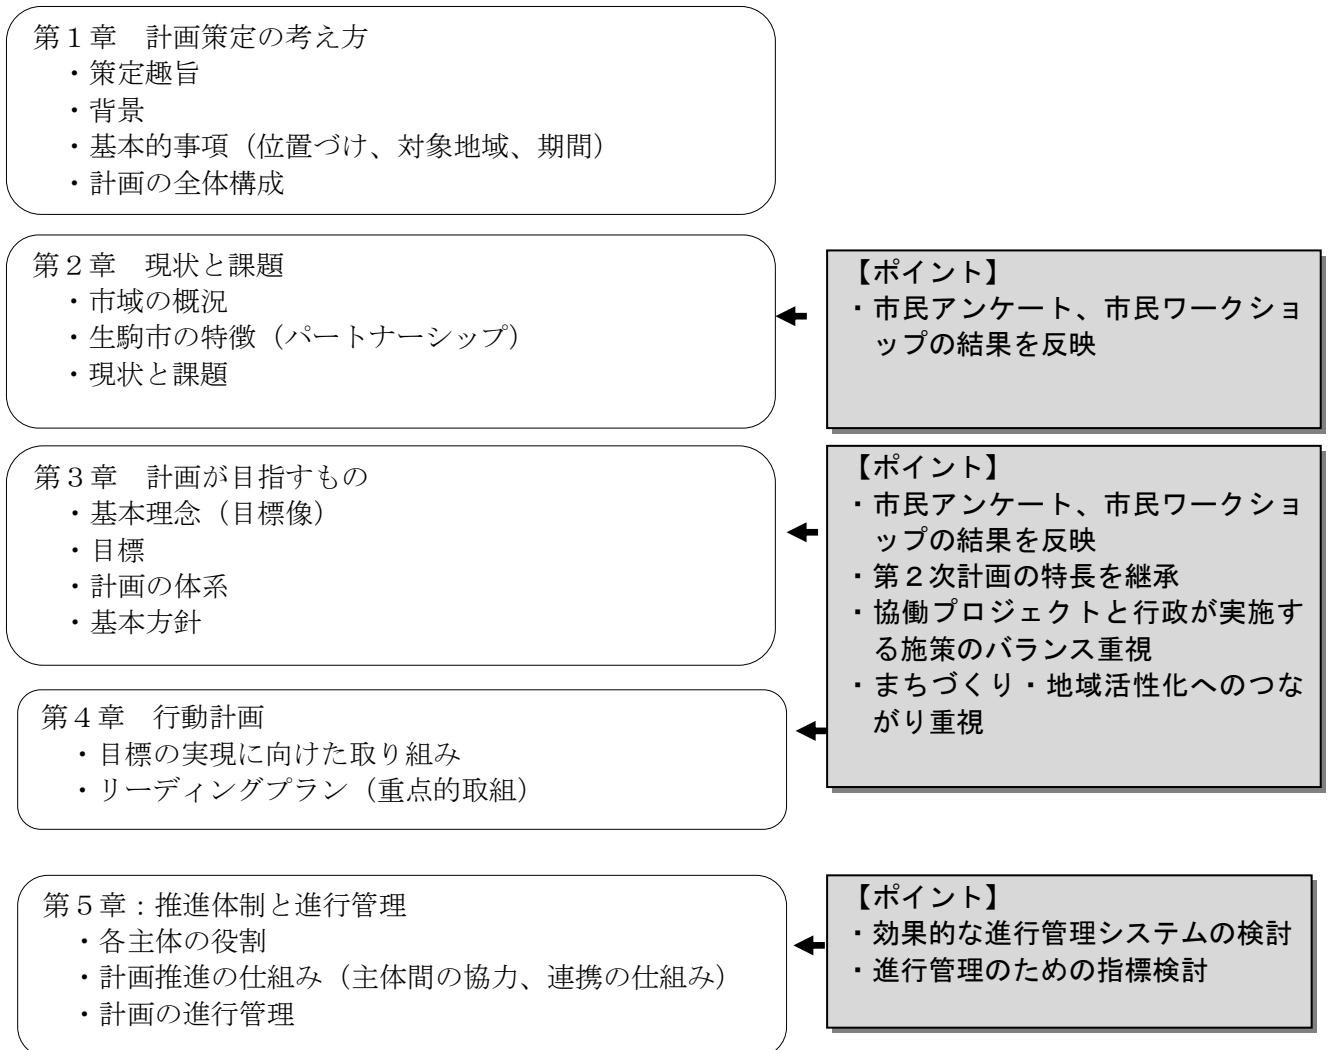 第１章　計画策定の考え方
・策定趣旨
・背景
・基本的事項（位置づけ、対象地域、期間）
・計画の全体構成
第２章　現状と課題
・市域の概況
・生駒市の特徴（パートナーシップ）
・現状と課題
【ポイント】
・市民アンケート、市民ワークショ
ップの結果を反映
第３章　計画が目指すもの
・基本理念（目標像）
・目標
・計画の体系
・基本方針
【ポイント】
・市民アンケート、市民ワークショ
ップの結果を反映
・第２次計画の特長を継承
・協働プロジェクトと行政が実施す
る施策のバランス重視
・まちづくり・地域活性化へのつな
がり重視
第４章　行動計画
・目標の実現に向けた取り組み
・リーディングプラン（重点的取組）
第５章：推進体制と進行管理
・各主体の役割
・計画推進の仕組み（主体間の協力、連携の仕組み）
・計画の進行管理
【ポイント】
・効果的な進行管理システムの検討
・進行管理のための指標検討